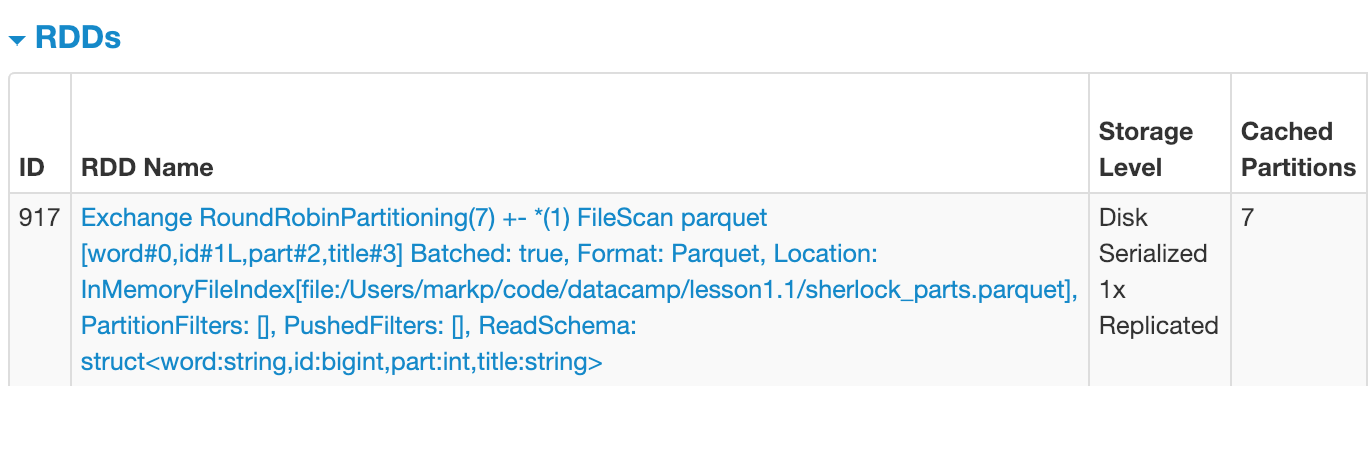 RDDs
ID
RDD Name
Storage
Level
Cached
Partitions
917
Exchange RoundRobinPartitioning(7) +- *(1) FileScan parquet
[word#0,id#1L,part#2,title#3] Batched: true, Format: Parquet, Location:
InMemoryFileIndex[file:/Users/markp/code/datacamp/lesson1.1/sherlock_parts.parquet],
PartitionFilters: [], PushedFilters: [], ReadSchema:
struct<word:string,id:bigint,part:int,title:string>
Disk
Serialized
1x
Replicated
7